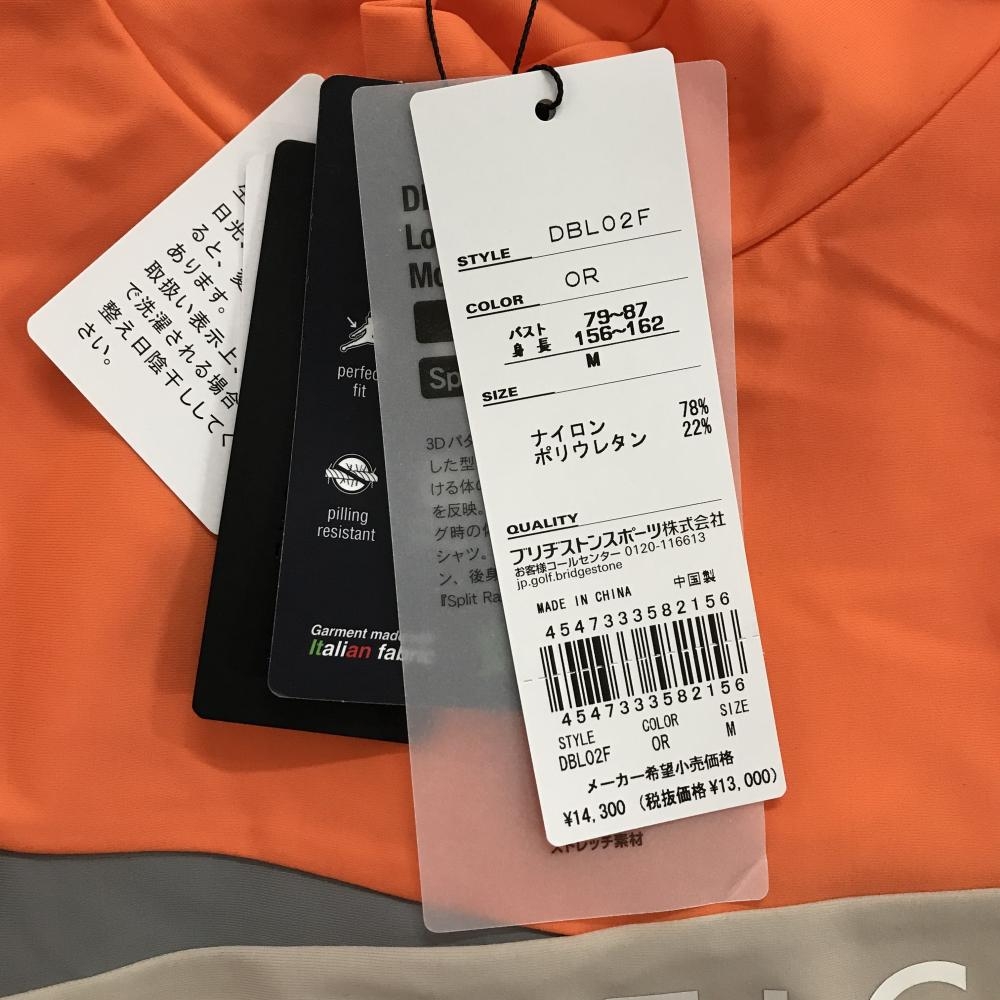 日光、
ると、変
あります。
取扱い表示上、
で洗濯される場合
整え日陰干ししてく
さい。
perfec
fit
pilling
resistant
Garment made
Italian fabric
Lo
Mo
Sp
3Dパタ
した型
ける体の
を反映。
グ時の体
シャツ。
ン、後身
『Split Ra
ストレッチ素材
DBL02F
STYLE
OR
COLOR
バスト 79~87
身長 156~162
M
SIZE
ナイロン 78%
ポリウレタン 22%
QUALITY
ブリヂストンスポーツ株式会社
お客様コールセンター 0120-116613
jp.golf.bridgestone
MADE IN CHINA 中国製
4547333582156
4547333582156
STYLE COLOR SIZE
DBL02F OR M
メーカー希望小売価格
¥14,300 (税抜価格¥13,000)